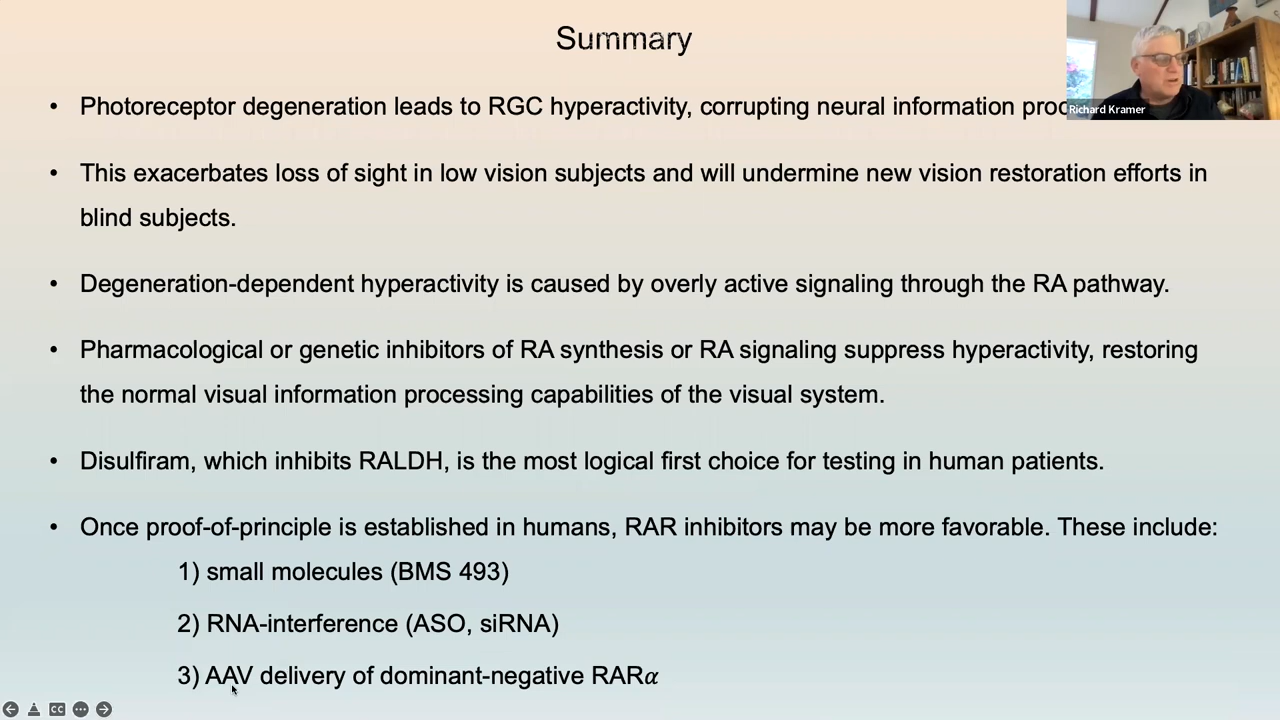 Summary
• Photoreceptor degeneration leads to RGC hyperactivity, corrupting neural information
Richard Kramer
• This exacerbates loss of sight in low vision subjects and will undermine new vision restoration efforts in
blind subjects.
• Degeneration-dependent hyperactivity is caused by overly active signaling through the RA pathway.
• Pharmacological or genetic inhibitors of RA synthesis or RA signaling suppress hyperactivity, restoring
the normal visual information processing capabilities of the visual system.
• Disulfiram, which inhibits RALDH, is the most logical first choice for testing in human patients.
• Once proof-of-principle is established in humans, RAR inhibitors may be more favorable. These include:
1) small molecules (BMS 493)
2) RNA-interference (ASO, siRNA)
3) AAV delivery of dominant-negative RARα
CC